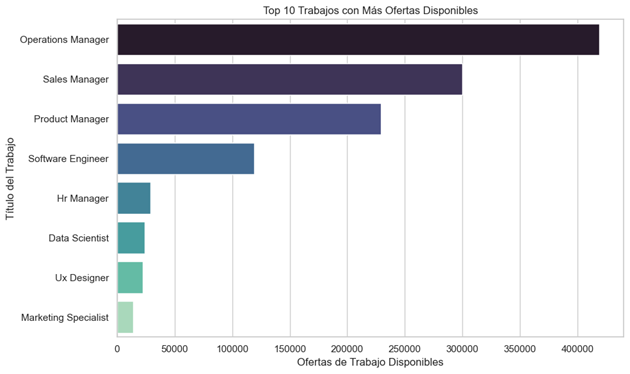 Top 10 Trabajos con Más Ofertas Disponibles
Título del Trabajo
Operations Manager
Sales Manager
Product Manager
Software Engineer
Hr Manager
Data Scientist
Ux Designer
Marketing Specialist
0 50000 100000 150000 200000 250000 300000 350000 400000
Ofertas de Trabajo Disponibles